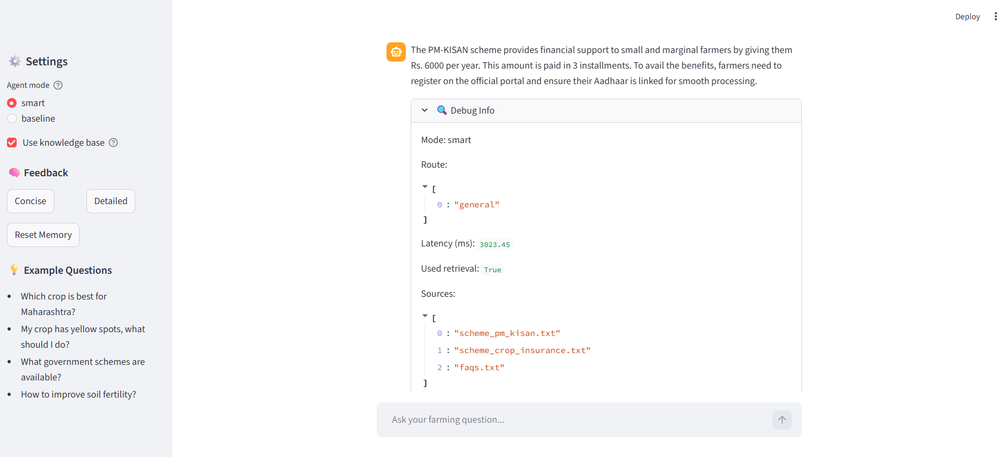 Deploy
Settings
Agent mode
smart
baseline
Use knowledge base
Feedback
Concise
Detailed
Reset Memory
Example Questions
Which crop is best for
Maharashtra?
My crop has yellow spots, what
should I do?
What government schemes are
available?
How to improve soil fertility?
The PM-KISAN scheme provides financial support to small and marginal farmers by giving them
Rs. 6000 per year. This amount is paid in 3 installments. To avail the benefits, farmers need to
register on the official portal and ensure their Aadhaar is linked for smooth processing.
Debug Info
Mode: smart
Route:
[
0 : "general"
]
Latency (ms): 3023.45
Used retrieval: True
Sources:
[
0 : "scheme_pm_kisan.txt"
1 : "scheme_crop_insurance.txt"
2 : "faqs.txt"
]
Ask your farming question...